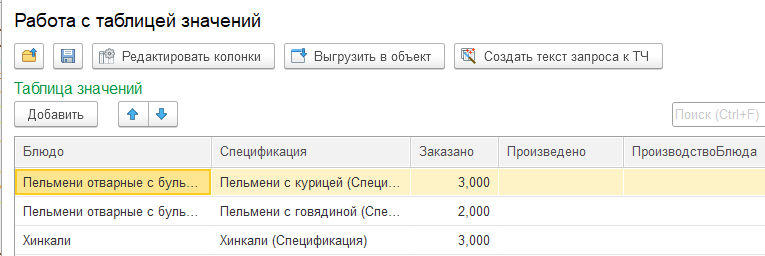 Работа с таблицей значений
Редактировать колонки Выгрузить в объект Создать текст запроса к ТЧ
Таблица значений
Добавить Поиск (Ctrl+F)
Блюдо Спецификация Заказано Произведено ПроизводствоБлюда
Пельмени отварные с буль... Пельмени с курицей (Специ... 3,000
Пельмени отварные с буль... Пельмени с говядиной (Спе... 2,000
Хинкали Хинкали (Спецификация) 3,000